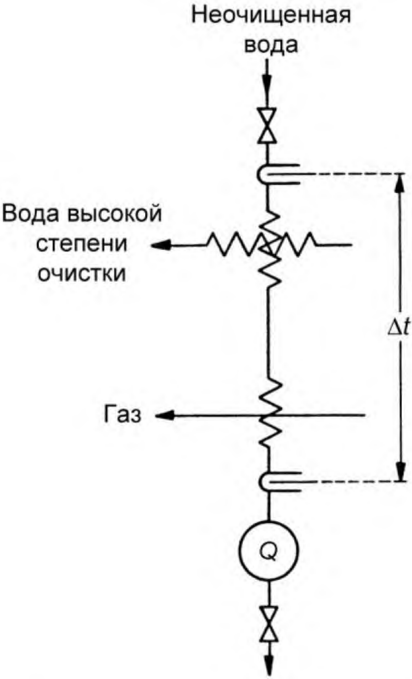 Неочищенная
вода
Вода высокой
степени
очистки
Δt
Газ
Q